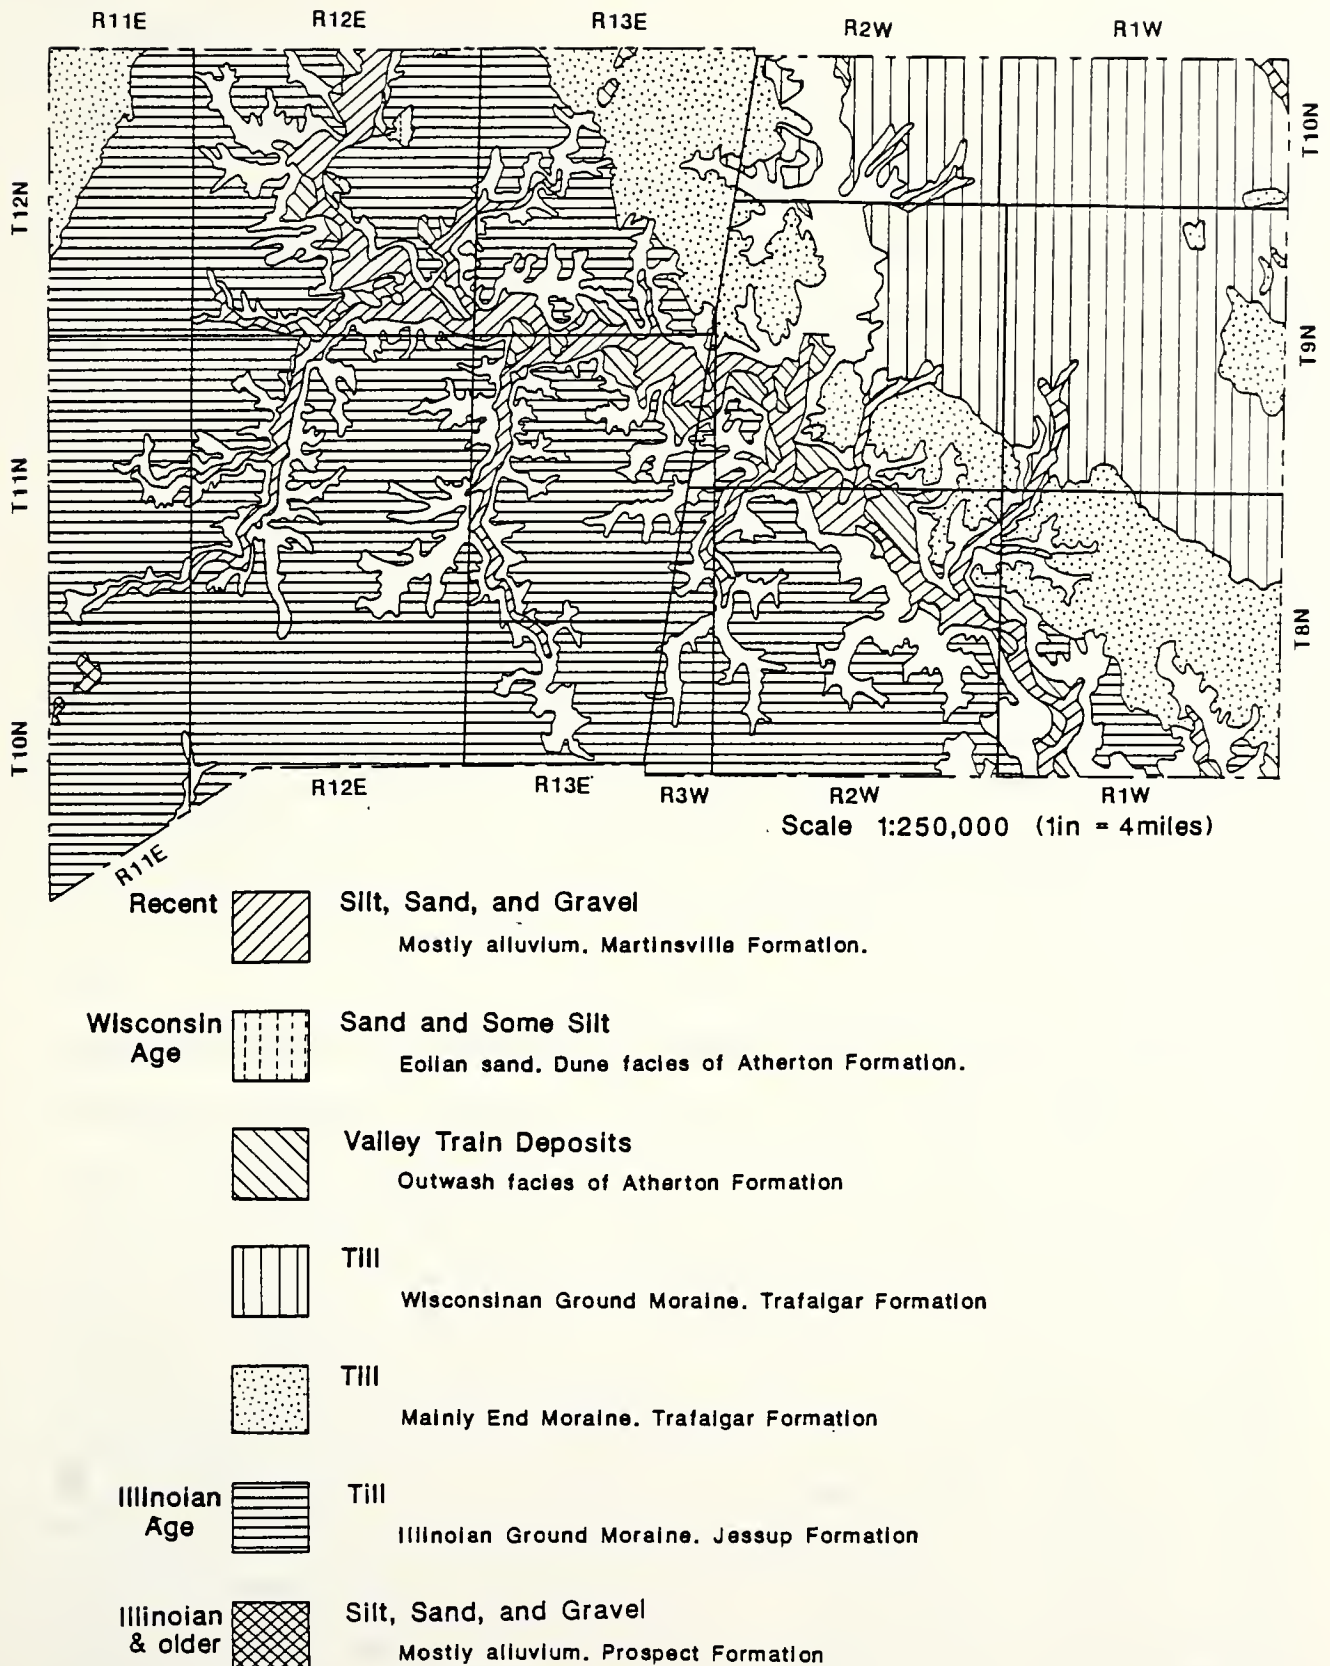 R11E R12E R13E R2W R1W
T10N
T12N
T9N
T11N
T8N
T10N
R12E R13E R3W R2W R1W
Scale 1:250,000 (1in = 4miles)
R11E
Recent Silt, Sand, and Gravel
Mostly alluvium. Martinsville Formation.
Wisconsin Age Sand and Some Silt
Eolian sand. Dune facies of Atherton Formation.
Valley Train Deposits
Outwash facies of Atherton Formation
Till
Wisconsinan Ground Moraine. Trafalgar Formation
Till
Mainly End Moraine. Trafalgar Formation
Illinoian Age Till
Illinoian Ground Moraine. Jessup Formation
Illinoian & older Silt, Sand, and Gravel
Mostly alluvium. Prospect Formation